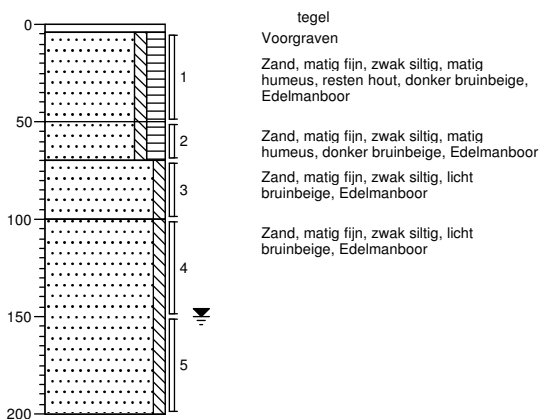 tegel
0
Voorgraven
Zand, matig fijn, zwak siltig, matig
humeus, resten hout, donker bruinbeige,
Edelmanboor
1
50
Zand, matig fijn, zwak siltig, matig
humeus, donker bruinbeige, Edelmanboor
2
Zand, matig fijn, zwak siltig, licht
bruinbeige, Edelmanboor
3
100
Zand, matig fijn, zwak siltig, licht
bruinbeige, Edelmanboor
4
150
5
200